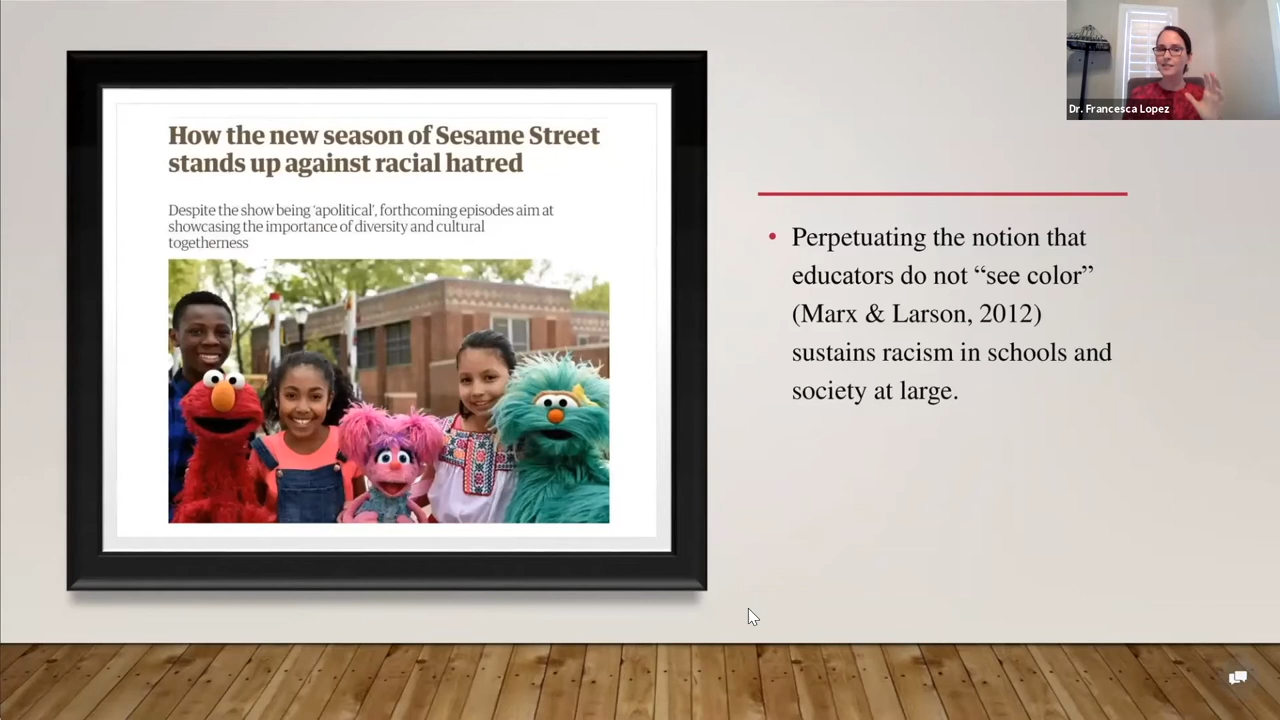 How the new season of Sesame Street
stands up against racial hatred
Despite the show being ‘apolitical’, forthcoming episodes aim at
showcasing the importance of diversity and cultural
togetherness
Dr. Francesca Lopez
• Perpetuating the notion that
educators do not “see color”
(Marx & Larson, 2012)
sustains racism in schools and
society at large.